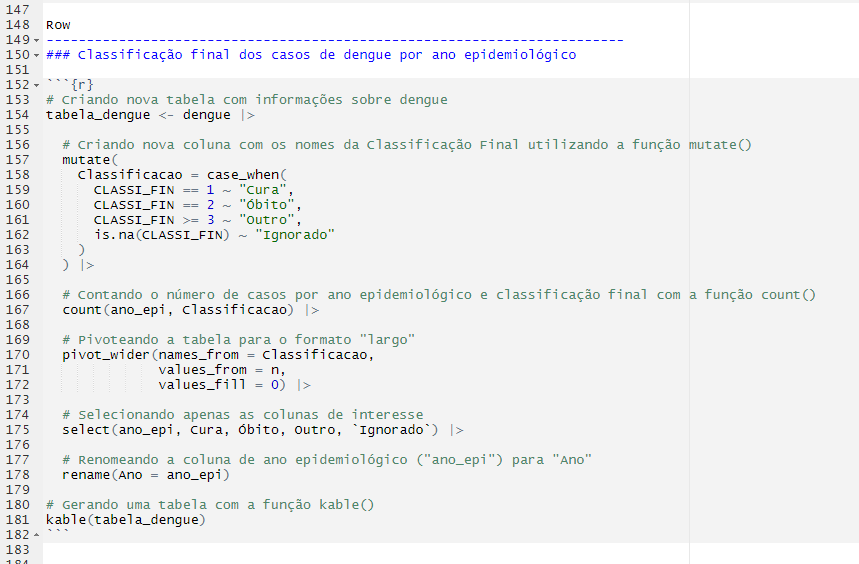 147
148 Row
149 -----------------------------------------------------------------------
150 ### Classificação final dos casos de dengue por ano epidemiológico
151
152 ```{r}
153 # Criando nova tabela com informações sobre dengue
154 tabela_dengue <- dengue |>
155
156   # Criando nova coluna com os nomes da Classificação Final utilizando a função mutate()
157   mutate(
158     Classificacao = case_when(
159       CLASSI_FIN == 1 ~ "Cura",
160       CLASSI_FIN == 2 ~ "Óbito",
161       CLASSI_FIN >= 3 ~ "Outro",
162       is.na(CLASSI_FIN) ~ "Ignorado"
163     )
164   ) |>
165
166   # Contando o número de casos por ano epidemiológico e classificação final com a função count()
167   count(ano_epi, Classificacao) |>
168
169   # Pivoteando a tabela para o formato "largo"
170   pivot_wider(names_from = Classificacao,
171               values_from = n,
172               values_fill = 0) |>
173
174   # Selecionando apenas as colunas de interesse
175   select(ano_epi, Cura, Óbito, Outro, `Ignorado`) |>
176
177   # Renomeando a coluna de ano epidemiológico ("ano_epi") para "Ano"
178   rename(Ano = ano_epi)
179
180 # Gerando uma tabela com a função kable()
181 kable(tabela_dengue)
182 ```
183
184